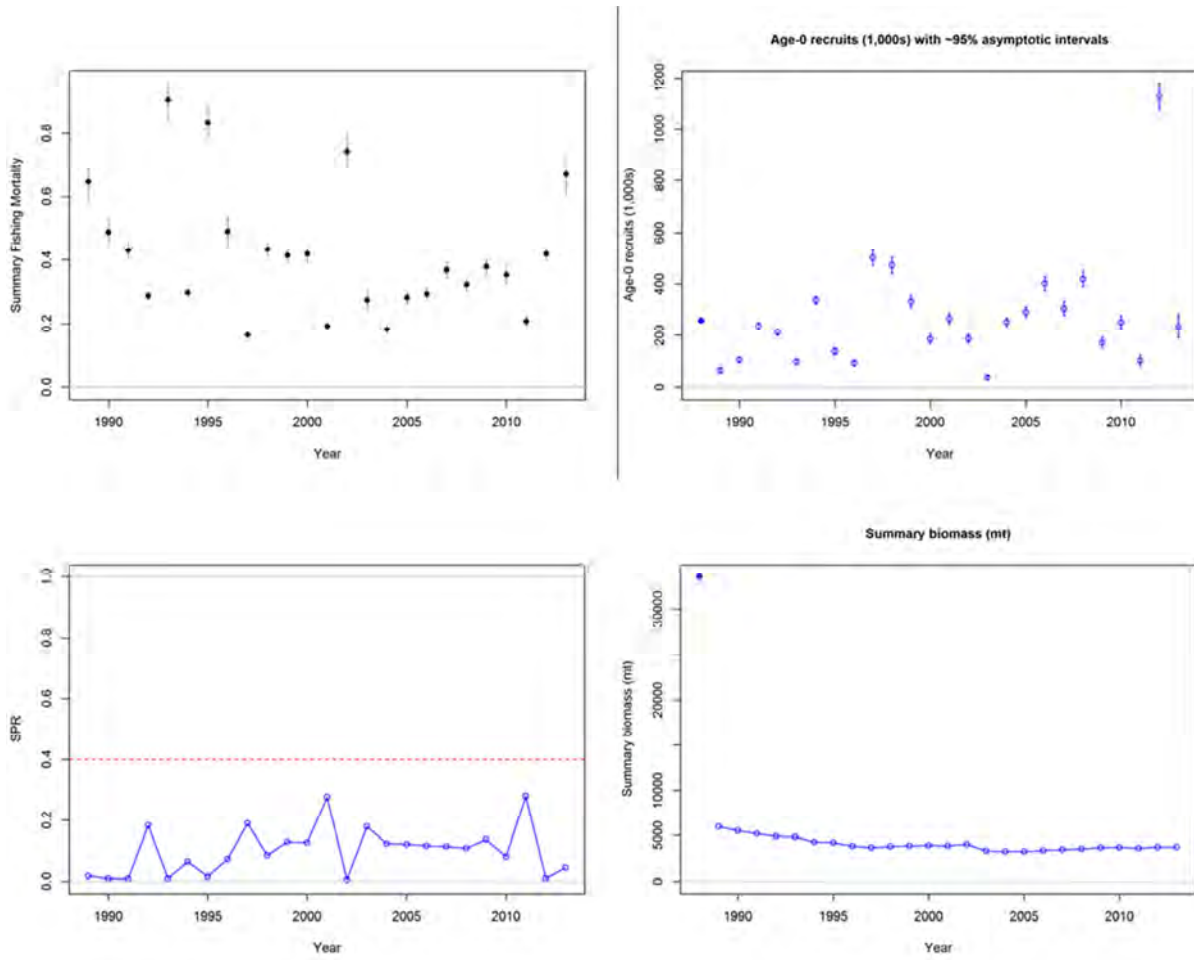 Summary Fishing Mortality
0.0 0.2 0.4 0.6 0.8
1990 1995 2000 2005 2010
Year
Age-0 recruits (1,000s) with ~95% asymptotic intervals
Age-0 recruits (1,000s)
0 200 400 600 800 1000 1200
1990 1995 2000 2005 2010
Year
SPR
0.0 0.2 0.4 0.6 0.8 1.0
1990 1995 2000 2005 2010
Year
Summary biomass (mt)
Summary biomass (mt)
0 5000 10000 20000 30000
1990 1995 2000 2005 2010
Year